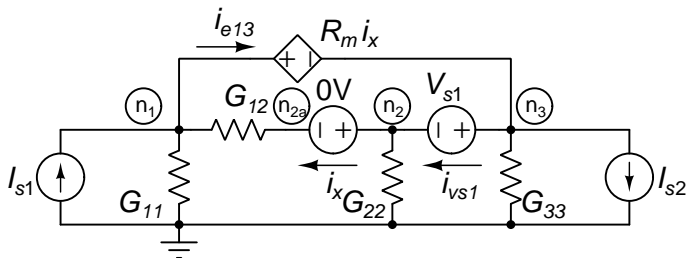 i_e13
R_m i_x
n_1
G_12
n_2a
0V
n_2
V_s1
n_3
+ −
− +
− +
I_s1
G_11
i_x
G_22
i_vs1
G_33
I_s2